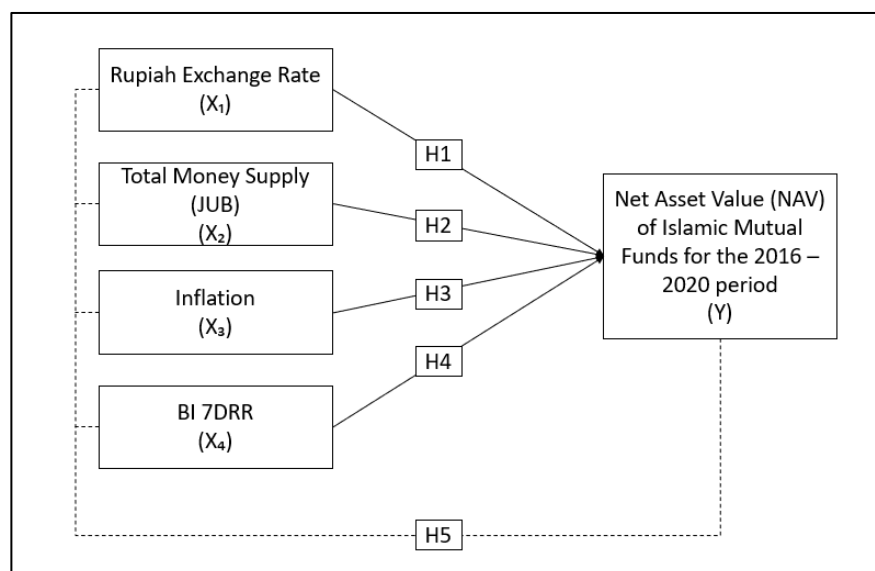 Rupiah Exchange Rate
(X₁)
Total Money Supply
(JUB)
(X₂)
Inflation
(X₃)
BI 7DRR
(X₄)
H1
H2
H3
H4
H5
Net Asset Value (NAV)
of Islamic Mutual
Funds for the 2016 –
2020 period
(Y)